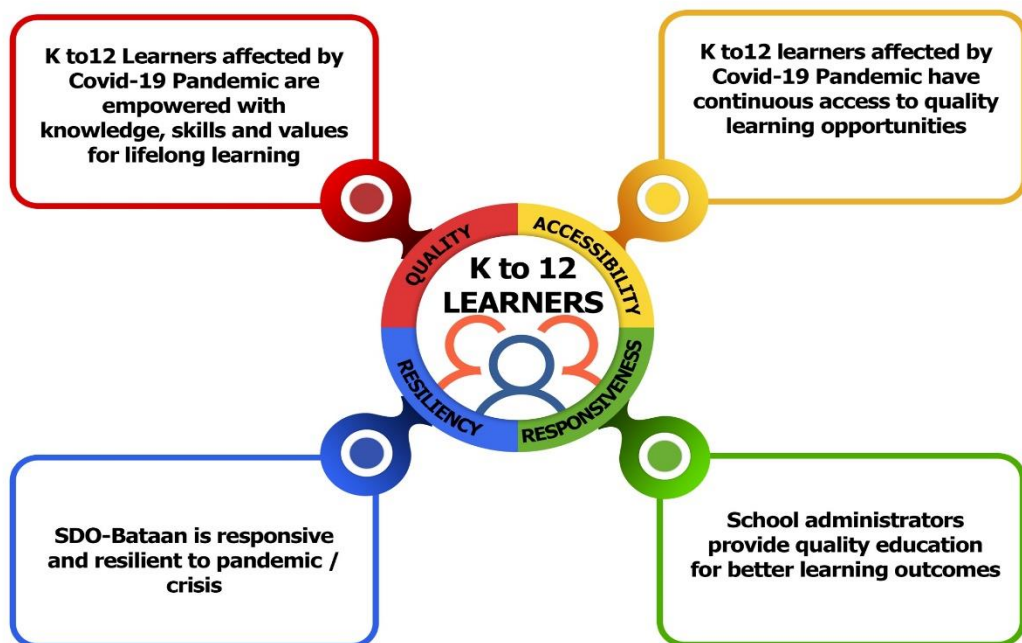 K to12 Learners affected by
Covid-19 Pandemic are
empowered with
knowledge, skills and values
for lifelong learning
K to12 learners affected by
Covid-19 Pandemic have
continuous access to quality
learning opportunities
QUALITY
ACCESSIBILITY
K to 12
LEARNERS
RESILIENCY
RESPONSIVENESS
SDO-Bataan is responsive
and resilient to pandemic /
crisis
School administrators
provide quality education
for better learning outcomes